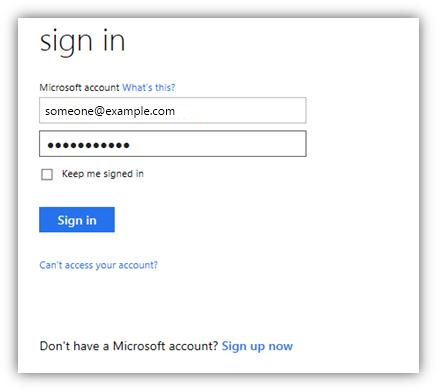 sign in
Microsoft account What's this?
someone@example.com
●●●●●●●●●●●
Keep me signed in
Sign in
Can't access your account?
Don't have a Microsoft account? Sign up now